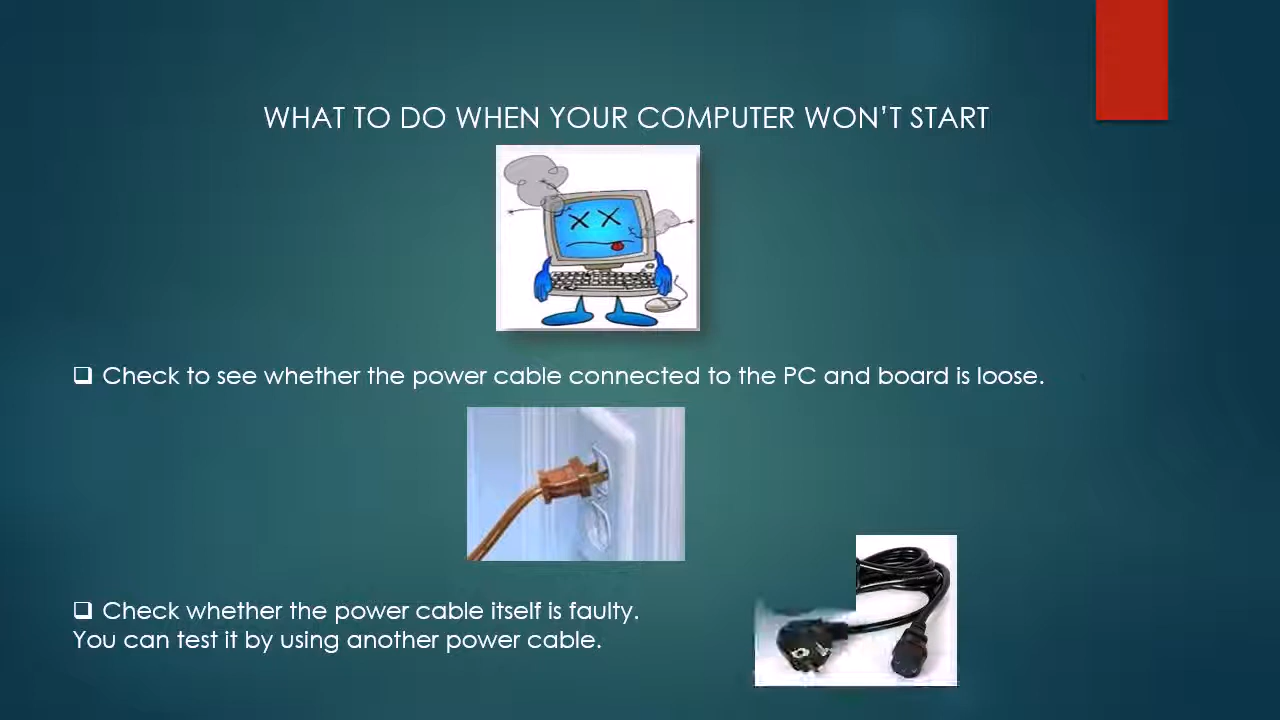 WHAT TO DO WHEN YOUR COMPUTER WON’T START
Check to see whether the power cable connected to the PC and board is loose.
Check whether the power cable itself is faulty.
You can test it by using another power cable.